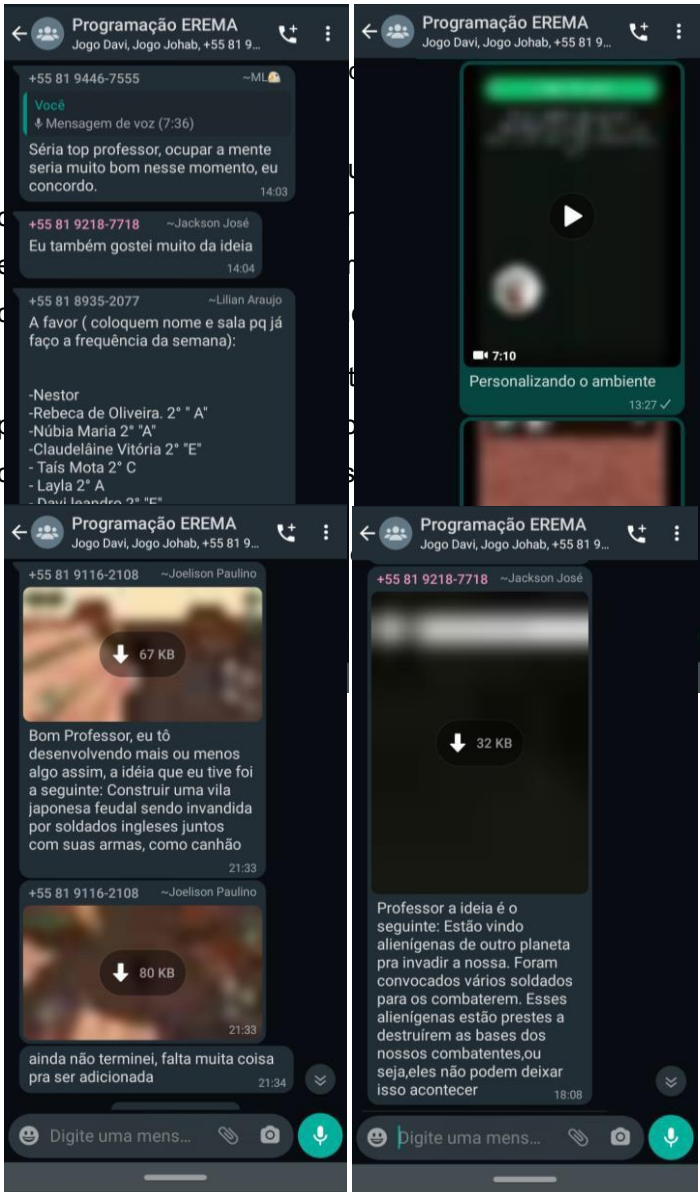 Programação EREMA
Jogo Davi, Jogo Johab, +55 81 9...
+55 81 9446-7555 ~ML
Você
Mensagem de voz (7:36)
Séria top professor, ocupar a mente
seria muito bom nesse momento, eu
concordo.
14:03
+55 81 9218-7718 ~Jackson José
Eu também gostei muito da ideia
14:04
+55 81 8935-2077 ~Lilian Araujo
A favor ( coloquem nome e sala pq já
faço a frequência da semana):
-Nestor
-Rebeca de Oliveira. 2° " A"
-Núbia Maria 2° "A"
-Claudelâine Vitória 2° "E"
- Taís Mota 2° C
- Layla 2° A
- Davi leandro 2° "E"
Programação EREMA
Jogo Davi, Jogo Johab, +55 81 9...
7:10
Personalizando o ambiente
13:27
Programação EREMA
Jogo Davi, Jogo Johab, +55 81 9...
+55 81 9116-2108 ~Joelison Paulino
67 KB
Bom Professor, eu tô
desenvolvendo mais ou menos
algo assim, a idéia que eu tive foi
a seguinte: Construir uma vila
japonesa feudal sendo invandida
por soldados ingleses juntos
com suas armas, como canhão
21:33
+55 81 9116-2108 ~Joelison Paulino
80 KB
21:33
ainda não terminei, falta muita coisa
pra ser adicionada
21:34
Digite uma mens...
Programação EREMA
Jogo Davi, Jogo Johab, +55 81 9...
+55 81 9218-7718 ~Jackson José
32 KB
Professor a ideia é o
seguinte: Estão vindo
alienígenas de outro planeta
pra invadir a nossa. Foram
convocados vários soldados
para os combaterem. Esses
alienígenas estão prestes a
destruírem as bases dos
nossos combatentes,ou
seja,eles não podem deixar
isso acontecer
18:08
Digite uma mens...